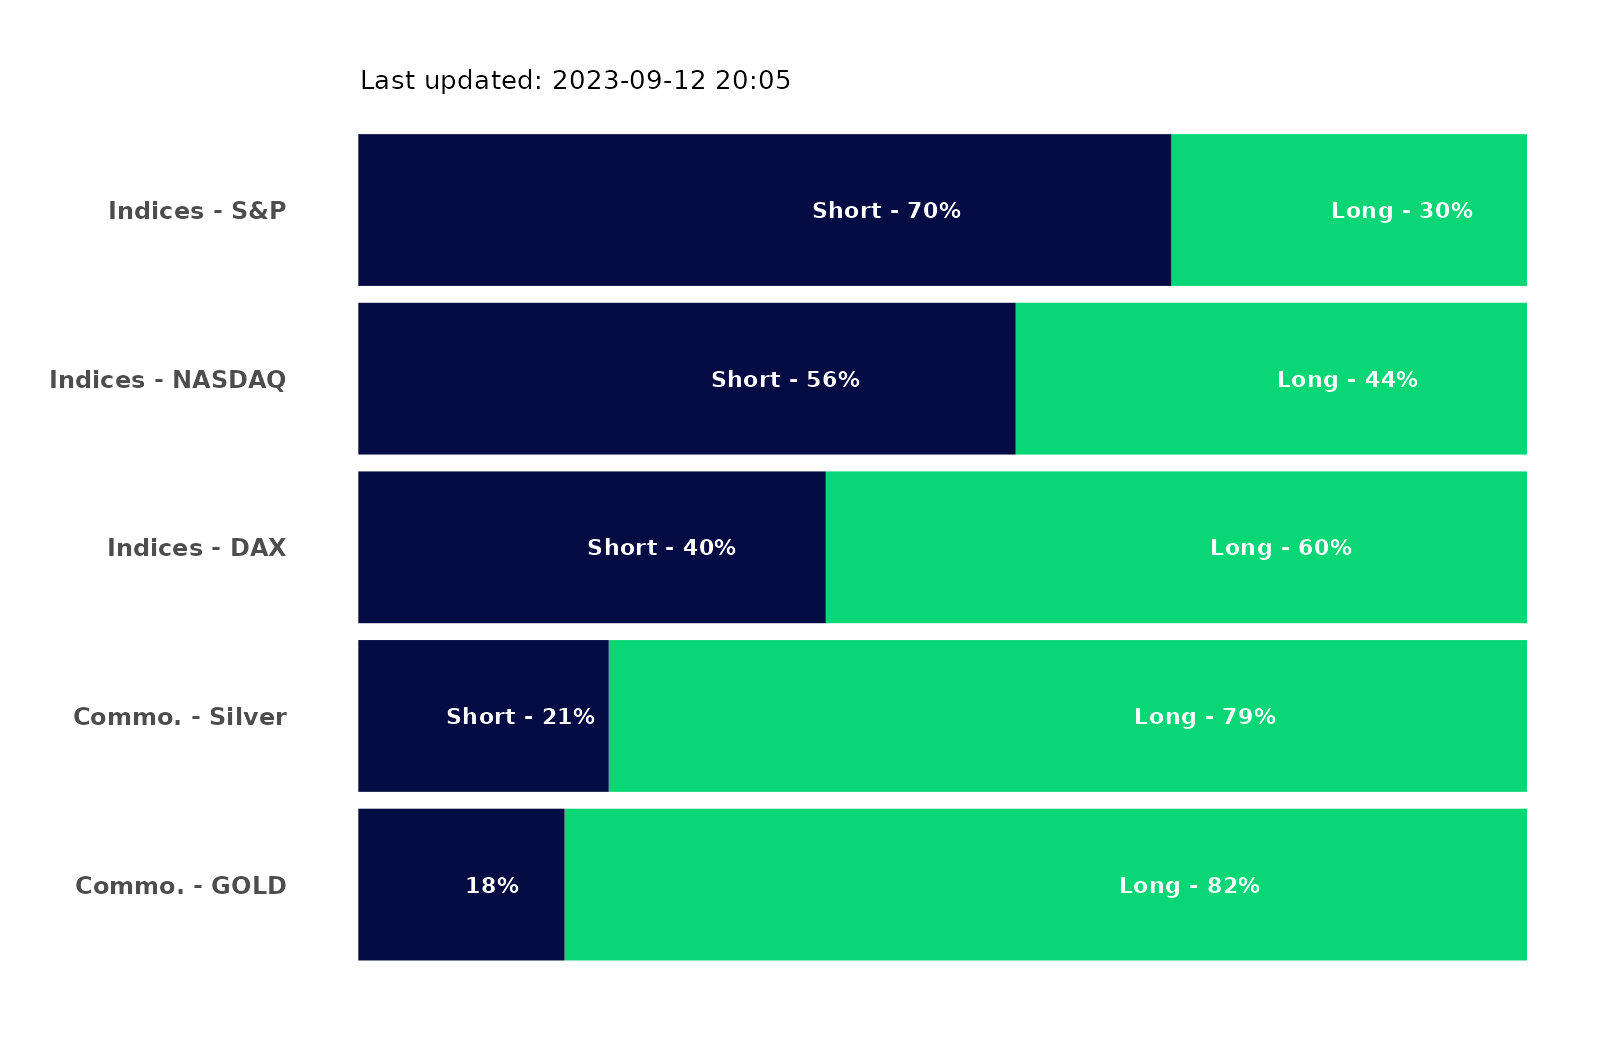 Last updated: 2023-09-12 20:05
Indices - S&P Short - 70% Long - 30%
Indices - NASDAQ Short - 56% Long - 44%
Indices - DAX Short - 40% Long - 60%
Commo. - Silver Short - 21% Long - 79%
Commo. - GOLD 18% Long - 82%